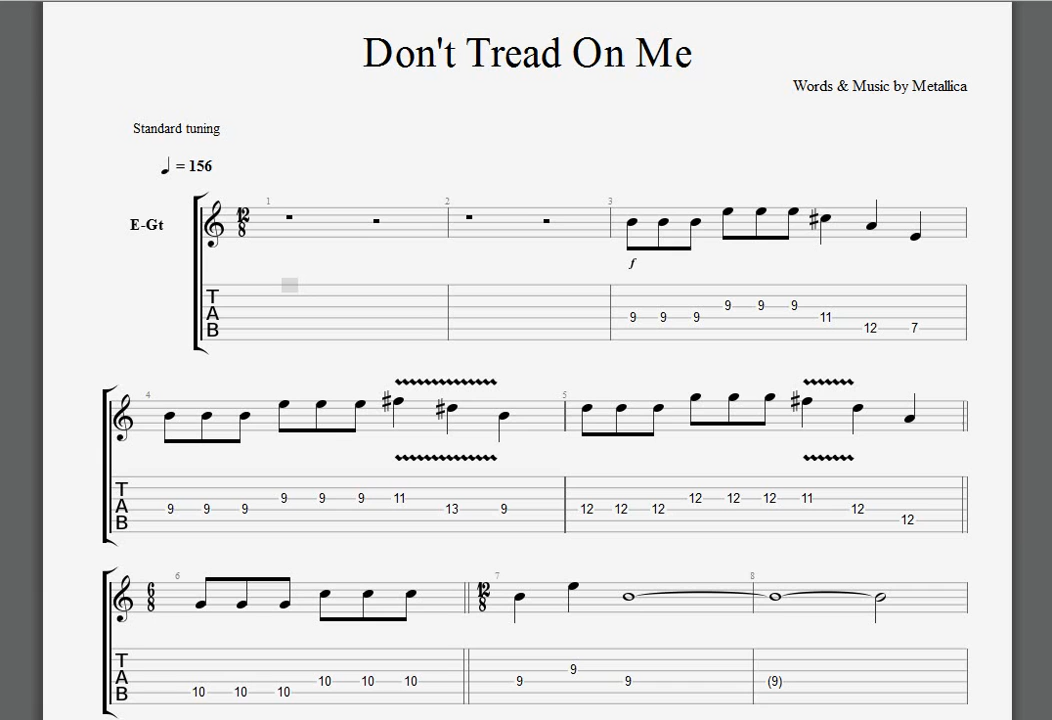 Don't Tread On Me
Words & Music by Metallica
Standard tuning
= 156
E-Gt
12 8
1 2 3
f
T A B
9 9 9 9 9 9 11 12 7
4 5
T A B
9 9 9 9 9 9 11 13 9 12 12 12 12 12 12 11 12 12
6 8
6 7 8
12 8
T A B
10 10 10 10 10 10 9 9 9 (9)